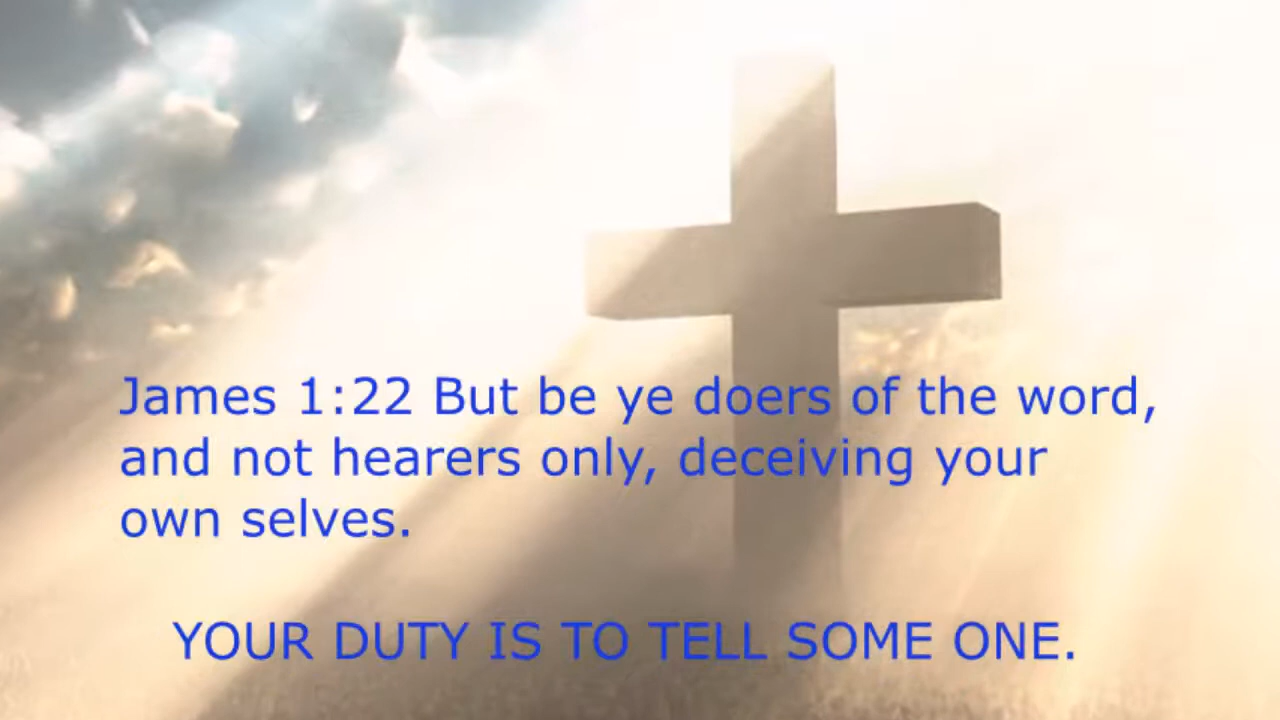 James 1:22 But be ye doers of the word,
and not hearers only, deceiving your
own selves.
YOUR DUTY IS TO TELL SOME ONE.